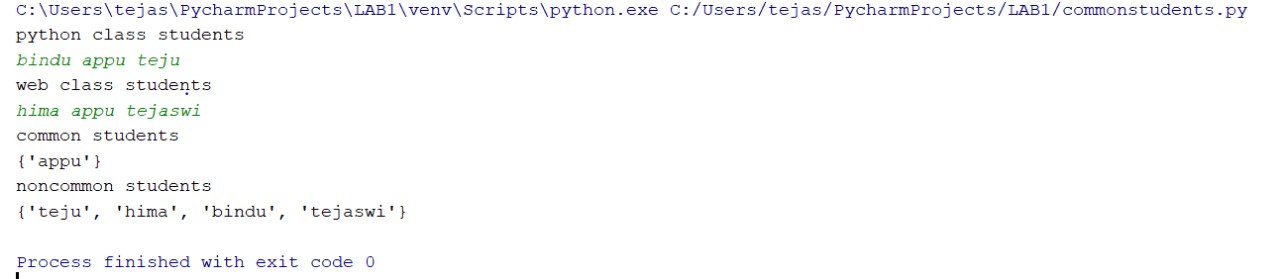 C:\Users\tejas\PycharmProjects\LAB1\venv\Scripts\python.exe C:/Users/tejas/PycharmProjects/LAB1/commonstudents.py
python class students
bindu appu teju
web class students
hima appu tejaswi
common students
{'appu'}
noncommon students
{'teju', 'hima', 'bindu', 'tejaswi'}
Process finished with exit code 0